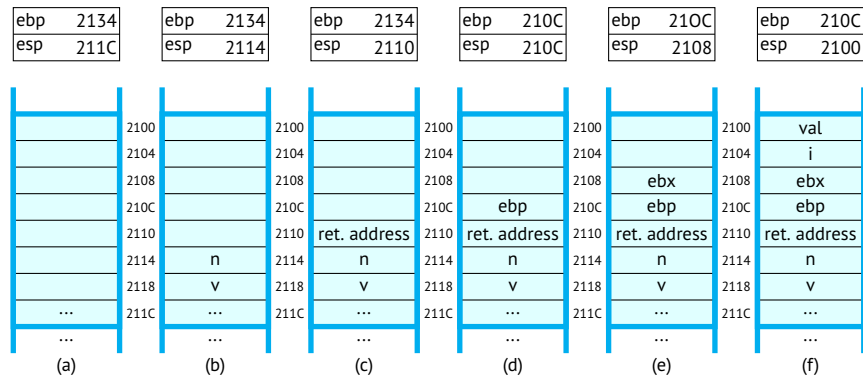 ebp 2134 ebp 2134 ebp 2134 ebp 210C ebp 210C ebp 210C
esp 211C esp 2114 esp 2110 esp 210C esp 2108 esp 2100
2100 2100 2100 2100 2100 val
2104 2104 2104 2104 2104 i
2108 2108 2108 2108 ebx 2108 ebx
210C 210C 210C ebp 210C ebp 210C ebp
2110 2110 ret. address 2110 ret. address 2110 ret. address 2110 ret. address
2114 n 2114 n 2114 n 2114 n 2114 n
2118 v 2118 v 2118 v 2118 v 2118 v
... 211C ... 211C ... 211C ... 211C ... 211C ...
... ... ... ... ... ...
(a) (b) (c) (d) (e) (f)